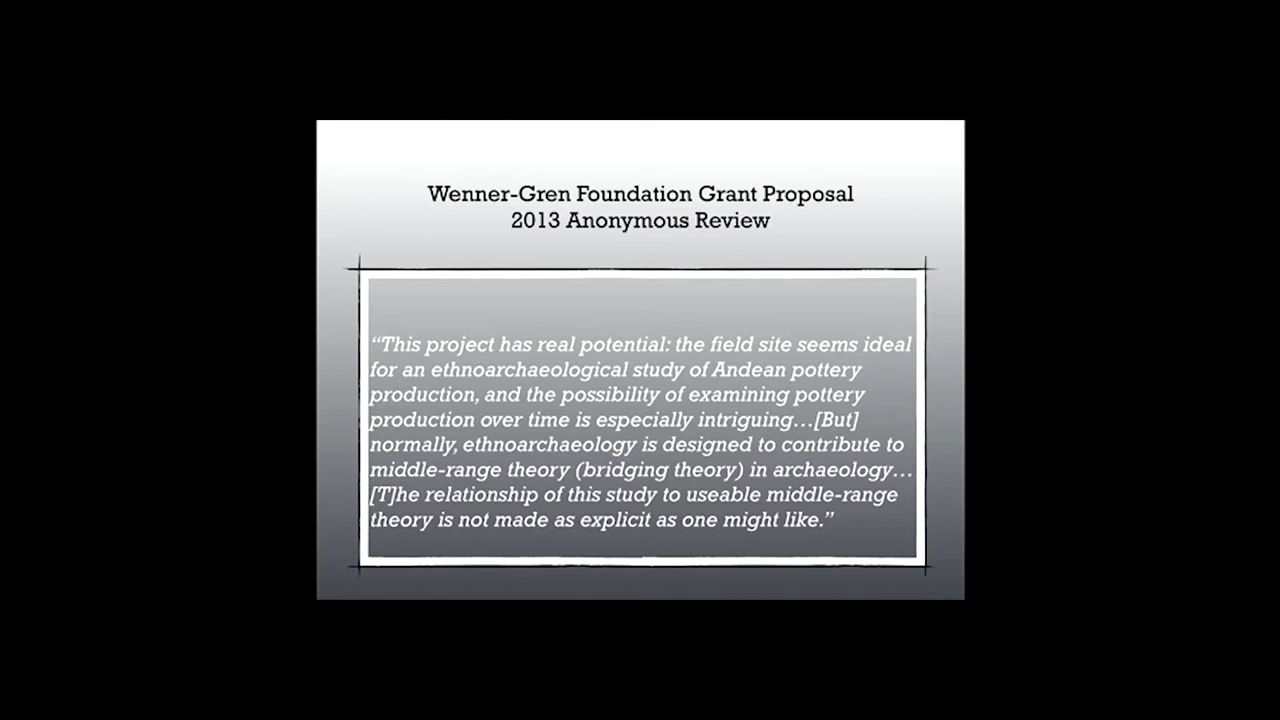 Wenner-Gren Foundation Grant Proposal
2013 Anonymous Review
“This project has real potential: the field site seems ideal
for an ethnoarchaeological study of Andean pottery
production, and the possibility of examining pottery
production over time is especially intriguing…[But]
normally, ethnoarchaeology is designed to contribute to
middle-range theory (bridging theory) in archaeology…
[T]he relationship of this study to useable middle-range
theory is not made as explicit as one might like.”